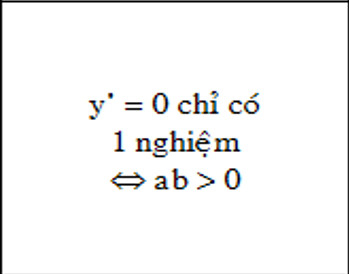 y' = 0 chỉ có
1 nghiệm
⇔ ab > 0